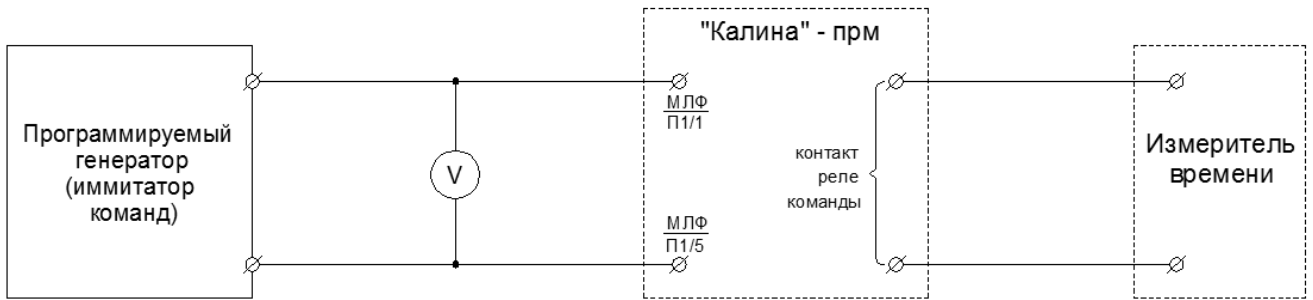 "Калина" - прм
Программируемый
генератор
(иммитатор
команд)
V
МЛФ
П1/1
МЛФ
П1/5
контакт
реле
команды
Измеритель
времени